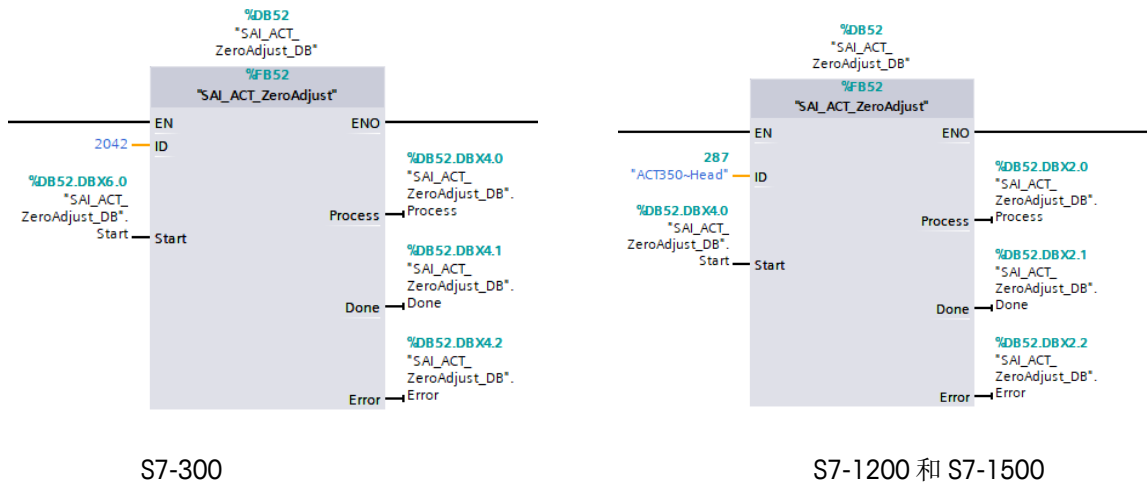 %DB52
"SAI_ACT_
ZeroAdjust_DB"
%FB52
"SAI_ACT_ZeroAdjust"
EN
ENO
2042
ID
%DB52.DBX6.0
"SAI_ACT_
ZeroAdjust_DB".
Start
Start
%DB52.DBX4.0
"SAI_ACT_
ZeroAdjust_DB".
Process
Process
%DB52.DBX4.1
"SAI_ACT_
ZeroAdjust_DB".
Done
Done
%DB52.DBX4.2
"SAI_ACT_
ZeroAdjust_DB".
Error
Error
S7-300
%DB52
"SAI_ACT_
ZeroAdjust_DB"
%FB52
"SAI_ACT_ZeroAdjust"
EN
ENO
287
"ACT350~Head"
ID
%DB52.DBX4.0
"SAI_ACT_
ZeroAdjust_DB".
Start
Start
%DB52.DBX2.0
"SAI_ACT_
ZeroAdjust_DB".
Process
Process
%DB52.DBX2.1
"SAI_ACT_
ZeroAdjust_DB".
Done
Done
%DB52.DBX2.2
"SAI_ACT_
ZeroAdjust_DB".
Error
Error
S7-1200 和 S7-1500